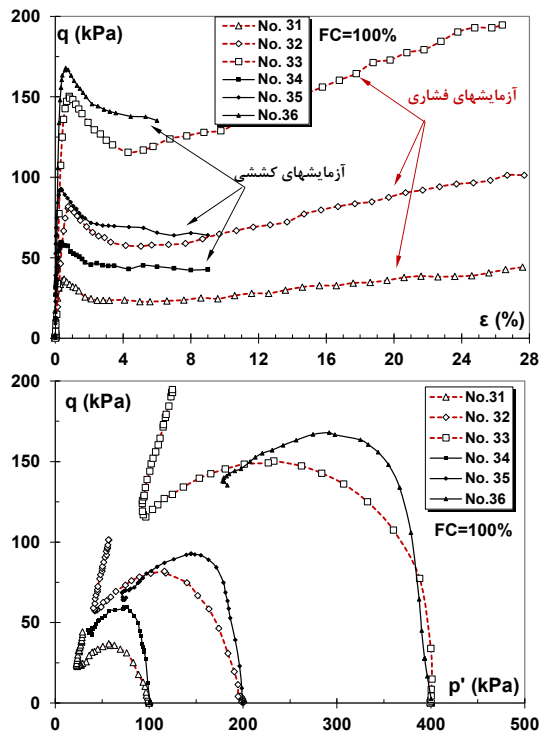 q (kPa)
200
150
100
50
0
No. 31
No. 32
No. 33
No. 34
No. 35
No.36
FC=100%
آزمایشهای فشاری
آزمایشهای کششی
0 4 8 12 16 20 24 28
ε (%)
q (kPa)
200
150
100
50
0
No.31
No. 32
No. 33
No. 34
No. 35
No.36
FC=100%
0 100 200 300 400 500
p' (kPa)